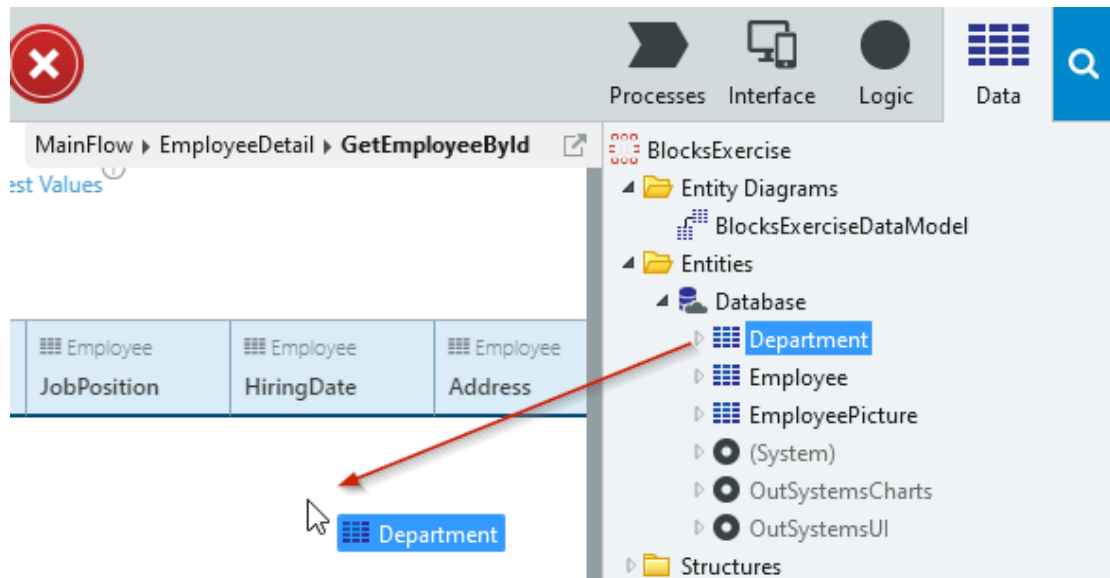 Processes Interface Logic Data
MainFlow EmployeeDetail GetEmployeeById
est Values
BlocksExercise
Entity Diagrams
BlocksExerciseDataModel
Entities
Database
Department
Employee
EmployeePicture
(System)
OutSystemsCharts
OutSystemsUI
Structures
Employee Employee Employee
JobPosition HiringDate Address
Department